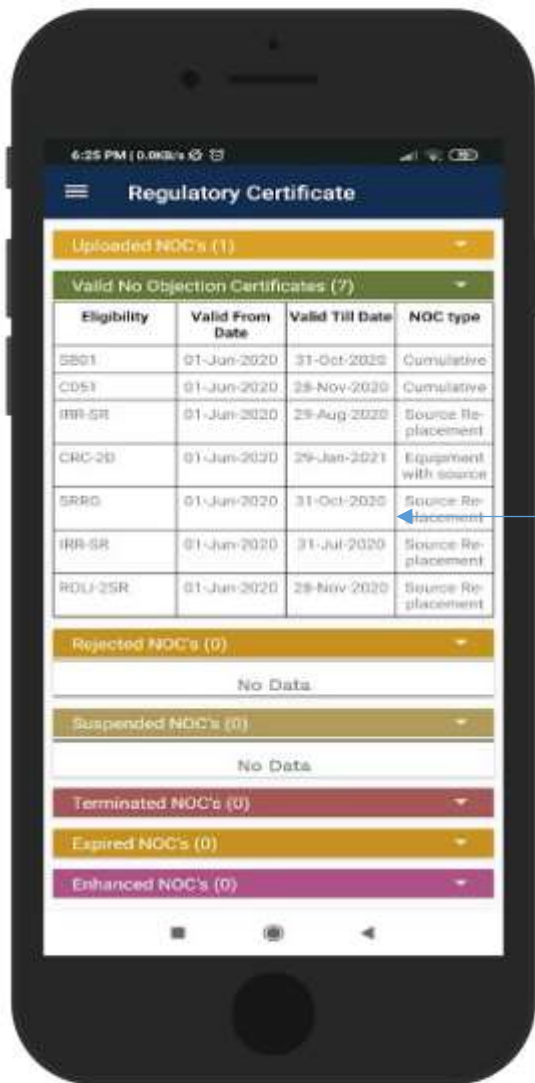 6:25 PM | 0.0KB/s
Regulatory Certificate
Uploaded NOC's (1)
Valid No Objection Certificates (7)
Eligibility Valid From Date Valid Till Date NOC type
SB01 01-Jun-2020 31-Oct-2020 Cumulative
CD51 01-Jun-2020 28-Nov-2020 Cumulative
IRR-SR 01-Jun-2020 29-Aug-2020 Source Re-
placement
CRC-2D 01-Jun-2020 29-Jan-2021 Equipment
with source
SRRG 01-Jun-2020 31-Oct-2020 Source Re-
placement
IRR-SR 01-Jun-2020 31-Jul-2020 Source Re-
placement
01-Jun-2020 28-Nov-2020 Source Re-
placement
Rejected NOC's (0)
No Data
Suspended NOC's (0)
No Data
Terminated NOC's (0)
Expired NOC's (0)
Enhanced NOC's (0)